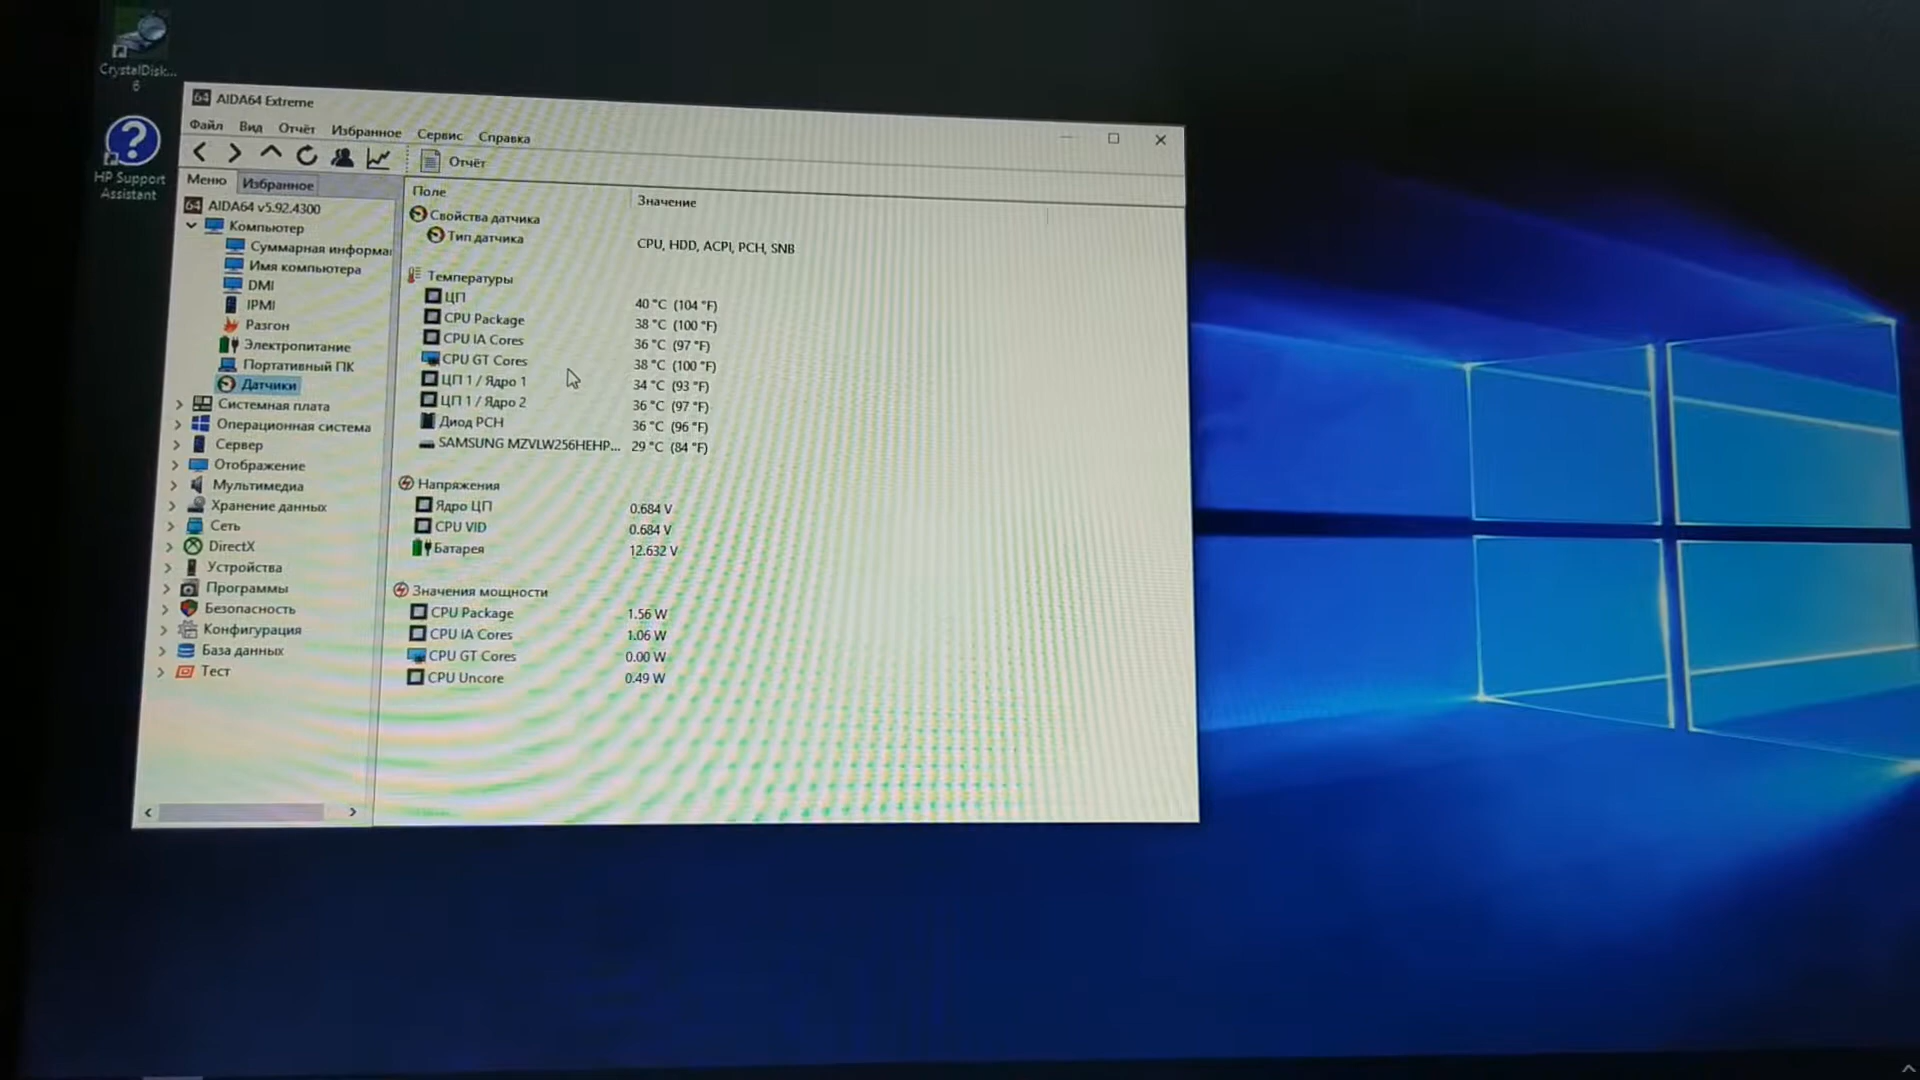 CrystalDisk...
6
HP Support
Assistant
AIDA64 Extreme
Файл Вид Отчёт Избранное Сервис Справка
Отчёт
Меню Избранное
AIDA64 v5.92.4300
Компьютер
Суммарная информа
Имя компьютера
DMI
IPMI
Разгон
Электропитание
Портативный ПК
Датчики
Системная плата
Операционная система
Сервер
Отображение
Мультимедиа
Хранение данных
Сеть
DirectX
Устройства
Программы
Безопасность
Конфигурация
База данных
Тест
Поле Значение
Свойства датчика
Тип датчика CPU, HDD, ACPI, PCH, SNB
Температуры
ЦП 40 °C (104 °F)
CPU Package 38 °C (100 °F)
CPU IA Cores 36 °C (97 °F)
CPU GT Cores 38 °C (100 °F)
ЦП 1 / Ядро 1 34 °C (93 °F)
ЦП 1 / Ядро 2 36 °C (97 °F)
Диод PCH 36 °C (96 °F)
SAMSUNG MZVLW256HEHP... 29 °C (84 °F)
Напряжения
Ядро ЦП 0.684 V
CPU VID 0.684 V
Батарея 12.632 V
Значения мощности
CPU Package 1.56 W
CPU IA Cores 1.06 W
CPU GT Cores 0.00 W
CPU Uncore 0.49 W